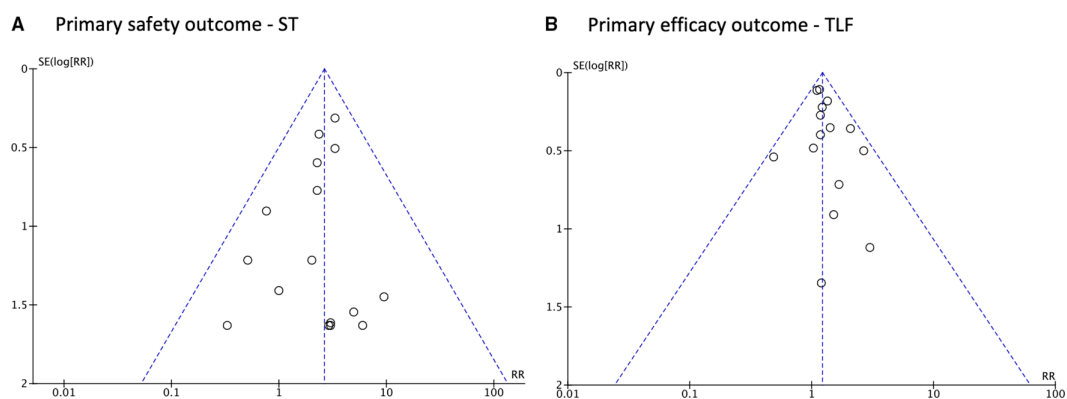 A Primary safety outcome - ST
SE(log[RR])
0
0.5
1
1.5
2
0.01 0.1 1 10 100
RR
B Primary efficacy outcome - TLF
SE(log[RR])
0
0.5
1
1.5
2
0.01 0.1 1 10 100
RR